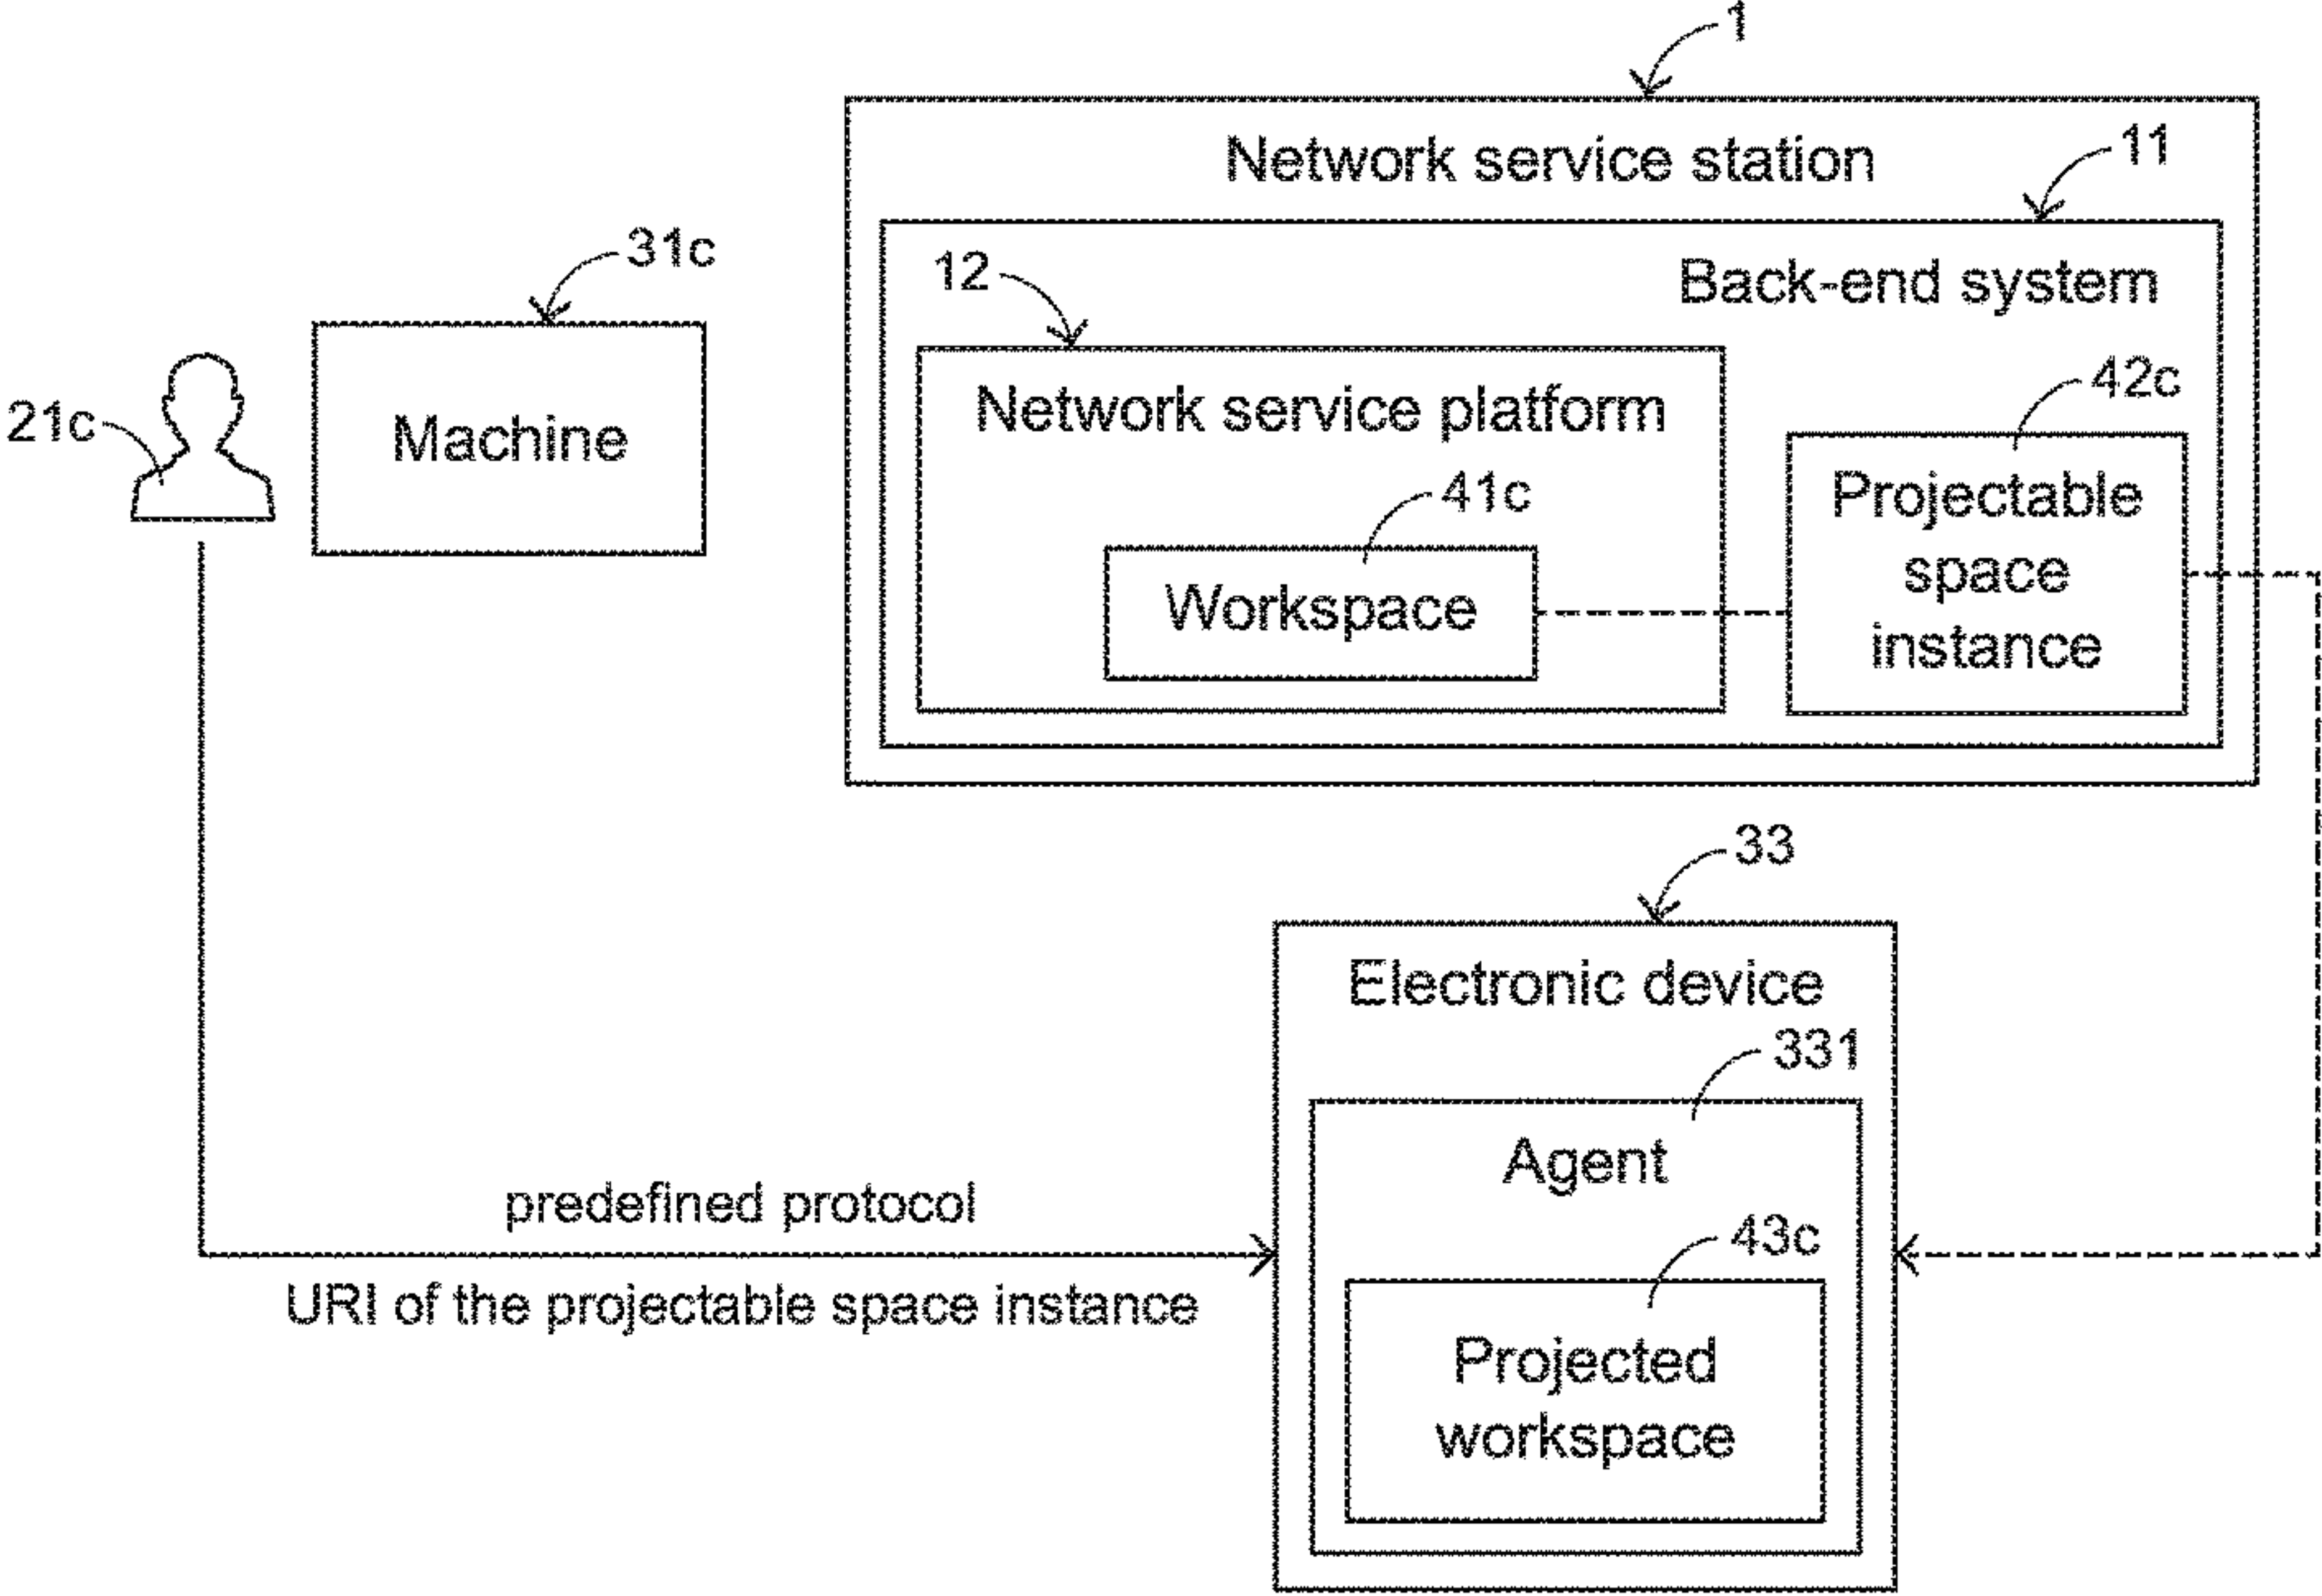 1
Network service station
11
Back-end system
12
Network service platform
31c
Machine
21c
42c
Projectable
space
instance
41c
Workspace
33
Electronic device
331
Agent
43c
Projected
workspace
predefined protocol
URI of the projectable space instance